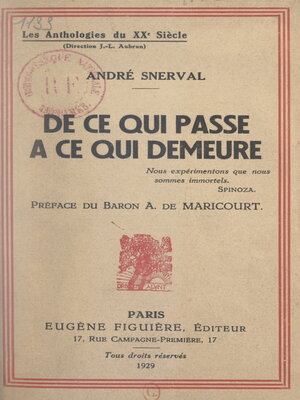 1133
Les Anthologies du XXe Siècle
(Direction J.-L. Aubrun)
R.F.
ANDRÉ SNERVAL
DE CE QUI PASSE
A CE QUI DEMEURE
Nous expérimentons que nous
sommes immortels.
SPINOZA.
PRÉFACE DU BARON A. DE MARICOURT.
PARIS
EUGÈNE FIGUIÈRE, ÉDITEUR
17, RUE CAMPAGNE-PREMIÈRE, 17
Tous droits réservés
1929